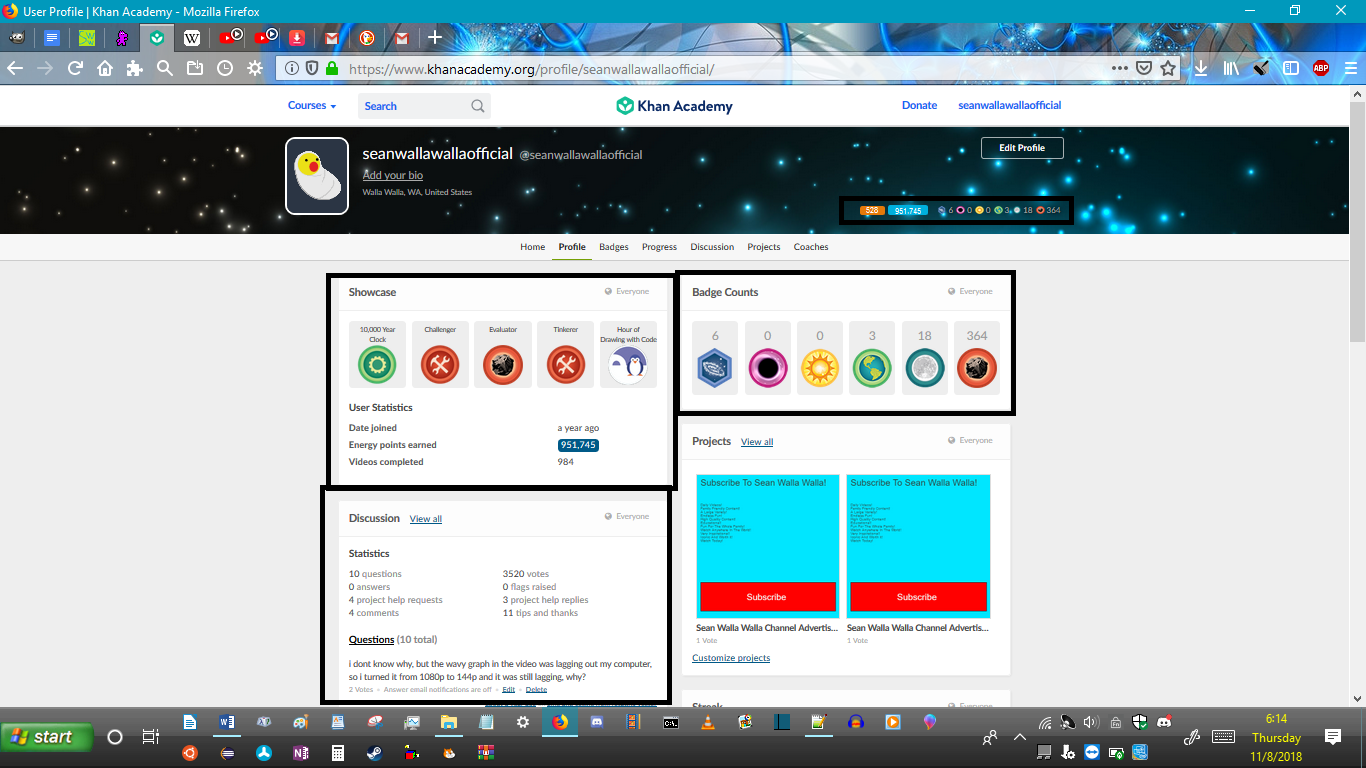 User Profile | Khan Academy - Mozilla Firefox
https://www.khanacademy.org/profile/seanwallawallaofficial/
ABP
Courses
Search
Khan Academy
Donate
seanwallawallaofficial
seanwallawallaofficial @seanwallawallaofficial
Edit Profile
Add your bio
Walla Walla, WA, United States
528 951,745 6 0 0 3 18 364
Home Profile Badges Progress Discussion Projects Coaches
Showcase Everyone
10,000 Year Clock
Challenger
Evaluator
Tinkerer
Hour of Drawing with Code
User Statistics
Date joined a year ago
Energy points earned 951,745
Videos completed 984
Badge Counts Everyone
6 0 0 3 18 364
Discussion View all Everyone
Statistics
10 questions 3520 votes
0 answers 0 flags raised
4 project help requests 3 project help replies
4 comments 11 tips and thanks
Questions (10 total)
i dont know why, but the wavy graph in the video was lagging out my computer,
so i turned it from 1080p to 144p and it was still lagging, why?
2 Votes • Answer email notifications are off • Edit • Delete
Projects View all Everyone
Subscribe To Sean Walla Walla! Subscribe To Sean Walla Walla!
Subscribe Subscribe
Sean Walla Walla Channel Advertis... Sean Walla Walla Channel Advertis...
1 Vote 1 Vote
Customize projects
Streak Everyone
start
6:14
Thursday
11/8/2018